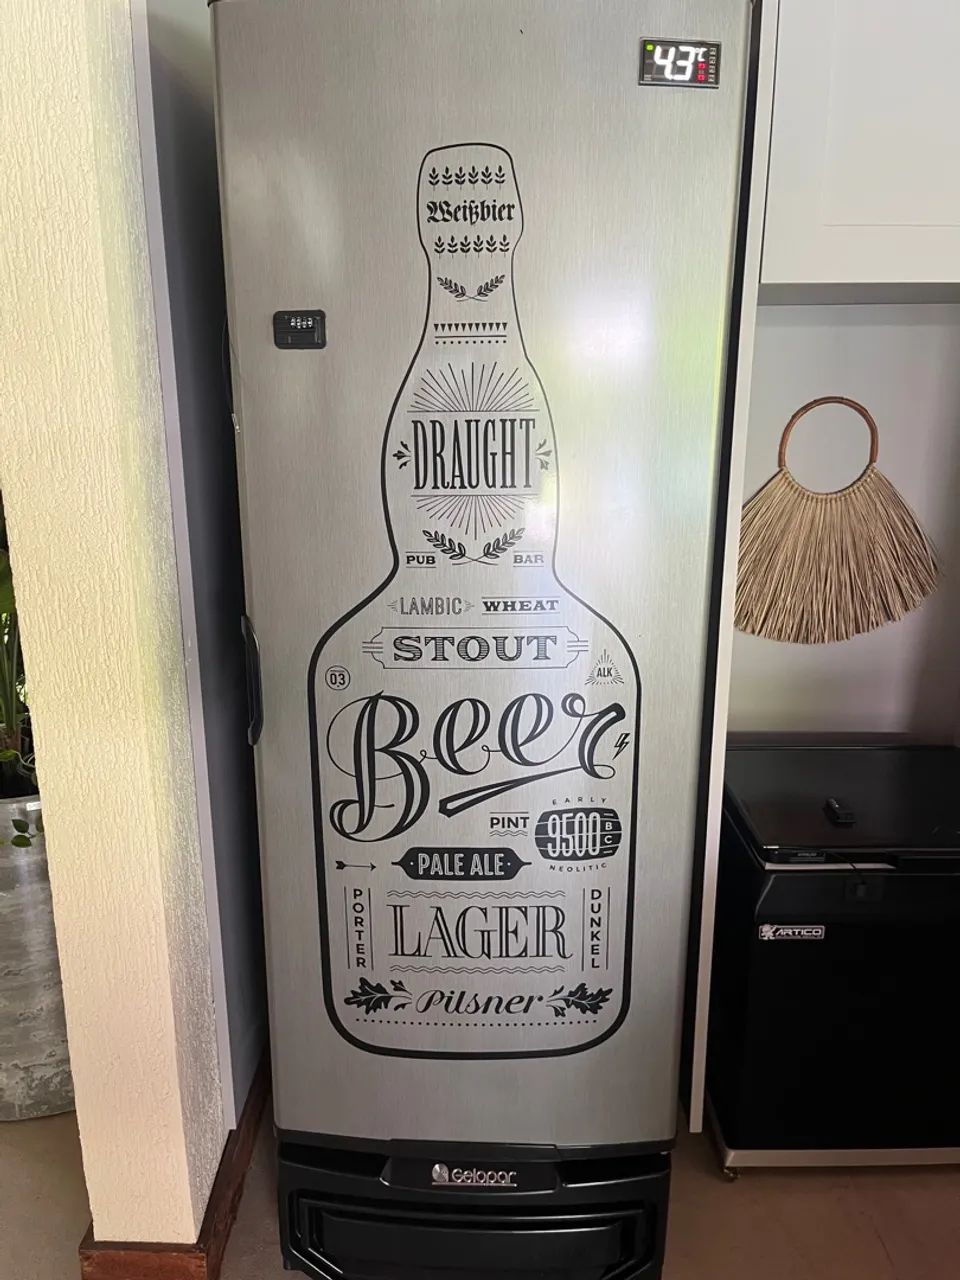 4.3°C
Weißbier
DRAUGHT
PUB BAR
LAMBIC WHEAT
STOUT
03
ALK
Beer
PINT
EARLY
9500 BC
NEOLITIC
PALE ALE
PORTER
LAGER
DUNKEL
Pilsner
Gelopar
ARTICO